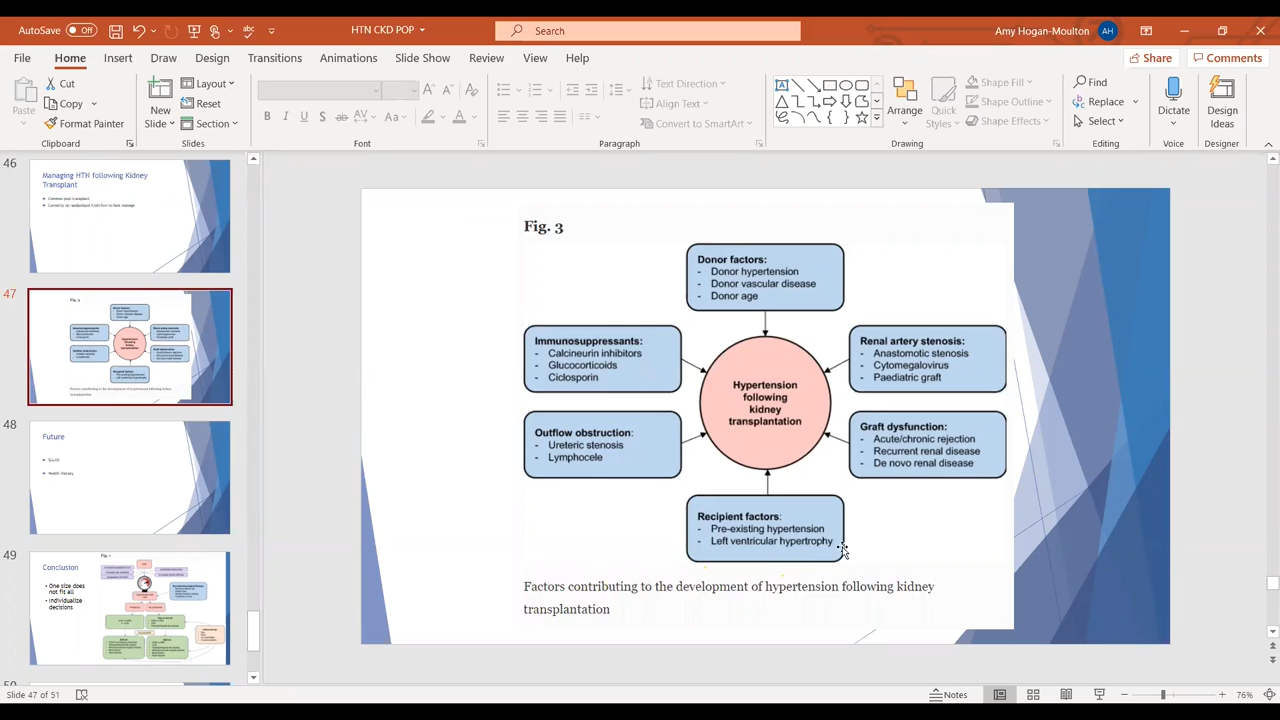 AutoSave Off HTN CKD POP Search Amy Hogan-Moulton AH
File Home Insert Draw Design Transitions Animations Slide Show Review View Help Share Comments
Cut
Copy
Format Painter
Paste
Clipboard
New
Slide
Layout
Reset
Section
Slides
Font
Text Direction
Align Text
Convert to SmartArt
Paragraph
Arrange
Quick
Styles
Shape Fill
Shape Outline
Shape Effects
Drawing
Find
Replace
Select
Editing
Dictate
Voice
Design
Ideas
Designer
46
Managing HTN following Kidney
Transplant
47
48
Future
Health literacy
49
Conclusion
One size does
not fit all
individualize
decisions
Fig. 3
Donor factors:
- Donor hypertension
- Donor vascular disease
- Donor age
Immunosuppressants:
- Calcineurin inhibitors
- Glucocorticoids
- Ciclosporin
Renal artery stenosis:
- Anastomotic stenosis
- Cytomegalovirus
- Paediatric graft
Hypertension
following
kidney
transplantation
Outflow obstruction:
- Ureteric stenosis
- Lymphocele
Graft dysfunction:
- Acute/chronic rejection
- Recurrent renal disease
- De novo renal disease
Recipient factors:
- Pre-existing hypertension
- Left ventricular hypertrophy
Factors contributing to the development of hypertension following kidney
transplantation
Slide 47 of 51 Notes 76%